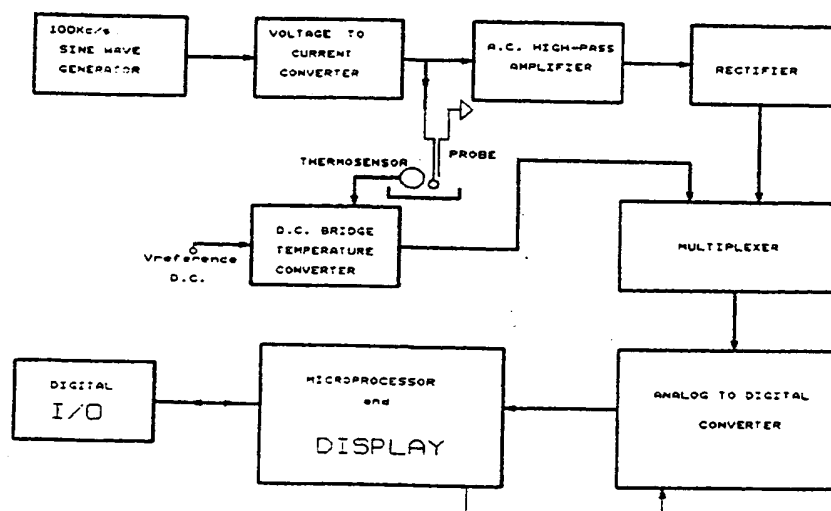 100Kc/s.
SINE WAVE
GENERATOR
VOLTAGE TO
CURRENT
CONVERTER
A.C. HIGH-PASS
AMPLIFIER
RECTIFIER
THERMOSENSOR
PROBE
D.C. BRIDGE
TEMPERATURE
CONVERTER
Vreference
D.C.
MULTIPLEXER
DIGITAL
I/O
MICROPROCESSOR
and
DISPLAY
ANALOG TO DIGITAL
CONVERTER